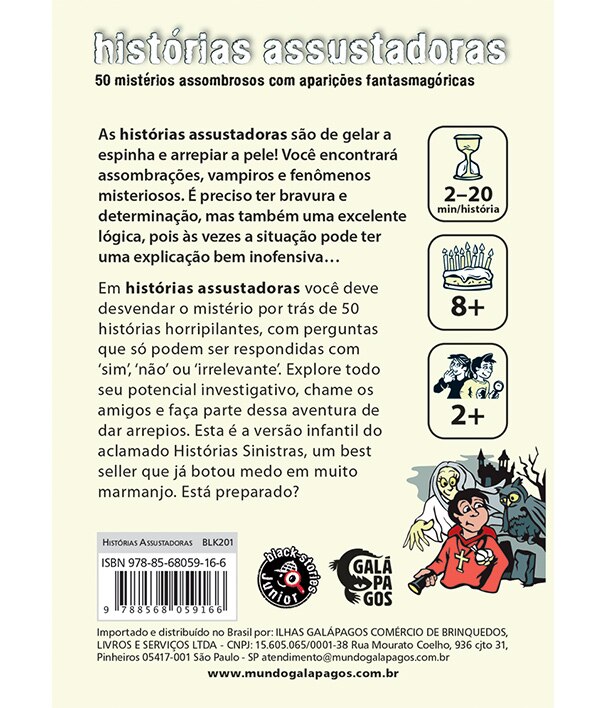 histórias assustadoras
50 mistérios assombrosos com aparições fantasmagóricas
As histórias assustadoras são de gelar a
espinha e arrepiar a pele! Você encontrará
assombrações, vampiros e fenômenos
misteriosos. É preciso ter bravura e
determinação, mas também uma excelente
lógica, pois às vezes a situação pode ter
uma explicação bem inofensiva…
2–20
min/história
8+
2+
Em histórias assustadoras você deve
desvendar o mistério por trás de 50
histórias horripilantes, com perguntas
que só podem ser respondidas com
‘sim’, ‘não’ ou ‘irrelevante’. Explore todo
seu potencial investigativo, chame os
amigos e faça parte dessa aventura de
dar arrepios. Esta é a versão infantil do
aclamado Histórias Sinistras, um best
seller que já botou medo em muito
marmanjo. Está preparado?
Histórias Assustadoras BLK201
ISBN 978-85-68059-16-6
9 788568 059166
black-stories
Junior
GALÁ
PA
GOS
Importado e distribuído no Brasil por: ILHAS GALÁPAGOS COMÉRCIO DE BRINQUEDOS,
LIVROS E SERVIÇOS LTDA - CNPJ: 15.605.065/0001-38 Rua Mourato Coelho, 936 cjto 31,
Pinheiros 05417-001 São Paulo - SP atendimento@mundogalapagos.com.br
www.mundogalapagos.com.br